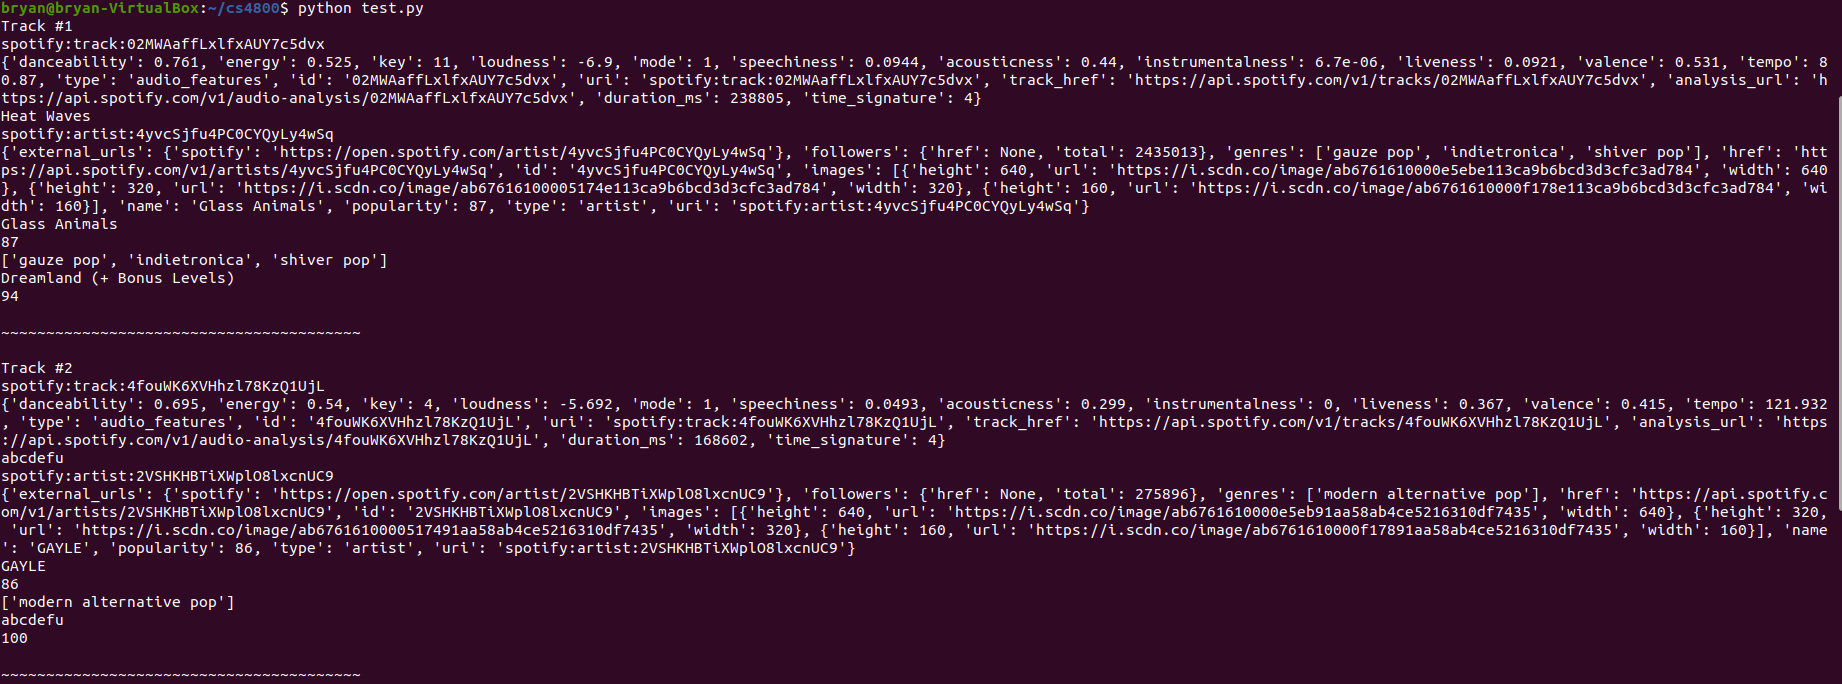 bryan@bryan-VirtualBox:~/cs4800$ python test.py
Track #1
spotify:track:02MWAaffLxlfxAUY7c5dvx
{'danceability': 0.761, 'energy': 0.525, 'key': 11, 'loudness': -6.9, 'mode': 1, 'speechiness': 0.0944, 'acousticness': 0.44, 'instrumentalness': 6.7e-06, 'liveness': 0.0921, 'valence': 0.531, 'tempo': 8
0.87, 'type': 'audio_features', 'id': '02MWAaffLxlfxAUY7c5dvx', 'uri': 'spotify:track:02MWAaffLxlfxAUY7c5dvx', 'track_href': 'https://api.spotify.com/v1/tracks/02MWAaffLxlfxAUY7c5dvx', 'analysis_url': 'h
ttps://api.spotify.com/v1/audio-analysis/02MWAaffLxlfxAUY7c5dvx', 'duration_ms': 238805, 'time_signature': 4}
Heat Waves
spotify:artist:4yvcSjfu4PC0CYQyLy4wSq
{'external_urls': {'spotify': 'https://open.spotify.com/artist/4yvcSjfu4PC0CYQyLy4wSq'}, 'followers': {'href': None, 'total': 2435013}, 'genres': ['gauze pop', 'indietronica', 'shiver pop'], 'href': 'htt
ps://api.spotify.com/v1/artists/4yvcSjfu4PC0CYQyLy4wSq', 'id': '4yvcSjfu4PC0CYQyLy4wSq', 'images': [{'height': 640, 'url': 'https://i.scdn.co/image/ab6761610000e5ebe113ca9b6bcd3d3cfc3ad784', 'width': 640
}, {'height': 320, 'url': 'https://i.scdn.co/image/ab67616100005174e113ca9b6bcd3d3cfc3ad784', 'width': 320}, {'height': 160, 'url': 'https://i.scdn.co/image/ab6761610000f178e113ca9b6bcd3d3cfc3ad784', 'wi
dth': 160}], 'name': 'Glass Animals', 'popularity': 87, 'type': 'artist', 'uri': 'spotify:artist:4yvcSjfu4PC0CYQyLy4wSq'}
Glass Animals
87
['gauze pop', 'indietronica', 'shiver pop']
Dreamland (+ Bonus Levels)
94
~~~~~~~~~~~~~~~~~~~~~~~~~~~~~~~~~~~~~~~~
Track #2
spotify:track:4fouWK6XVHhzl78KzQ1UjL
{'danceability': 0.695, 'energy': 0.54, 'key': 4, 'loudness': -5.692, 'mode': 1, 'speechiness': 0.0493, 'acousticness': 0.299, 'instrumentalness': 0, 'liveness': 0.367, 'valence': 0.415, 'tempo': 121.932
, 'type': 'audio_features', 'id': '4fouWK6XVHhzl78KzQ1UjL', 'uri': 'spotify:track:4fouWK6XVHhzl78KzQ1UjL', 'track_href': 'https://api.spotify.com/v1/tracks/4fouWK6XVHhzl78KzQ1UjL', 'analysis_url': 'https
://api.spotify.com/v1/audio-analysis/4fouWK6XVHhzl78KzQ1UjL', 'duration_ms': 168602, 'time_signature': 4}
abcdefu
spotify:artist:2VSHKHBTiXWplO8lxcnUC9
{'external_urls': {'spotify': 'https://open.spotify.com/artist/2VSHKHBTiXWplO8lxcnUC9'}, 'followers': {'href': None, 'total': 275896}, 'genres': ['modern alternative pop'], 'href': 'https://api.spotify.c
om/v1/artists/2VSHKHBTiXWplO8lxcnUC9', 'id': '2VSHKHBTiXWplO8lxcnUC9', 'images': [{'height': 640, 'url': 'https://i.scdn.co/image/ab6761610000e5eb91aa58ab4ce5216310df7435', 'width': 640}, {'height': 320,
 'url': 'https://i.scdn.co/image/ab6761610000517491aa58ab4ce5216310df7435', 'width': 320}, {'height': 160, 'url': 'https://i.scdn.co/image/ab6761610000f17891aa58ab4ce5216310df7435', 'width': 160}], 'name
': 'GAYLE', 'popularity': 86, 'type': 'artist', 'uri': 'spotify:artist:2VSHKHBTiXWplO8lxcnUC9'}
GAYLE
86
['modern alternative pop']
abcdefu
100
~~~~~~~~~~~~~~~~~~~~~~~~~~~~~~~~~~~~~~~~